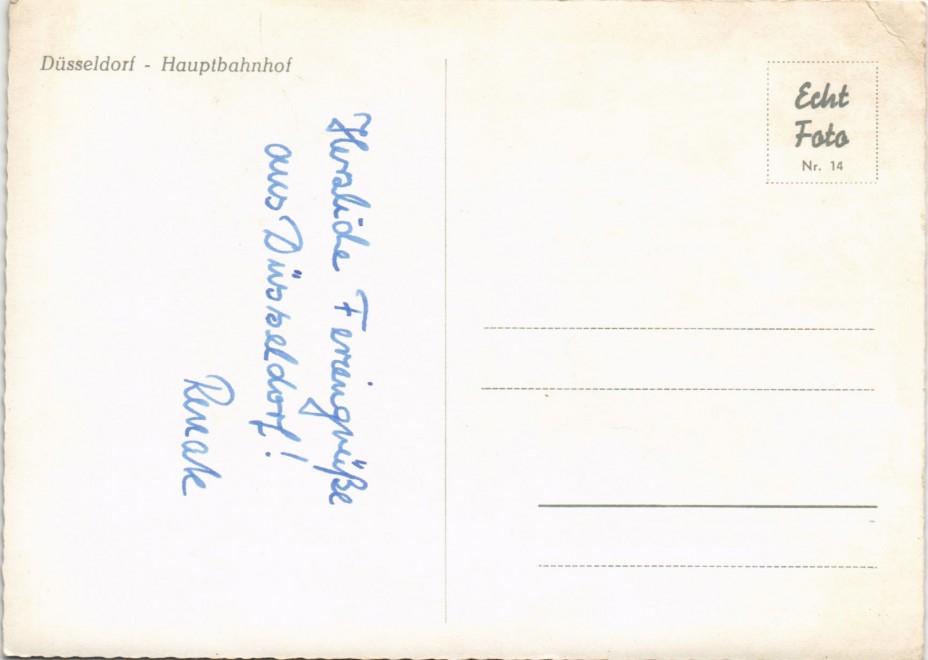 Düsseldorf - Hauptbahnhof
Echt
Foto
Nr. 14
Herzliche Feriengrüße
aus Düsseldorf!
Renate